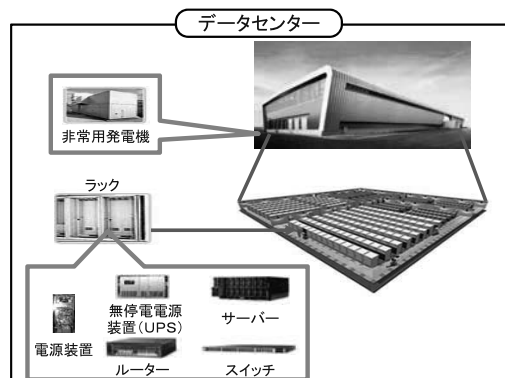 データセンター
非常用発電機
ラック
無停電電源
装置(UPS)
サーバー
電源装置
ルーター
スイッチ